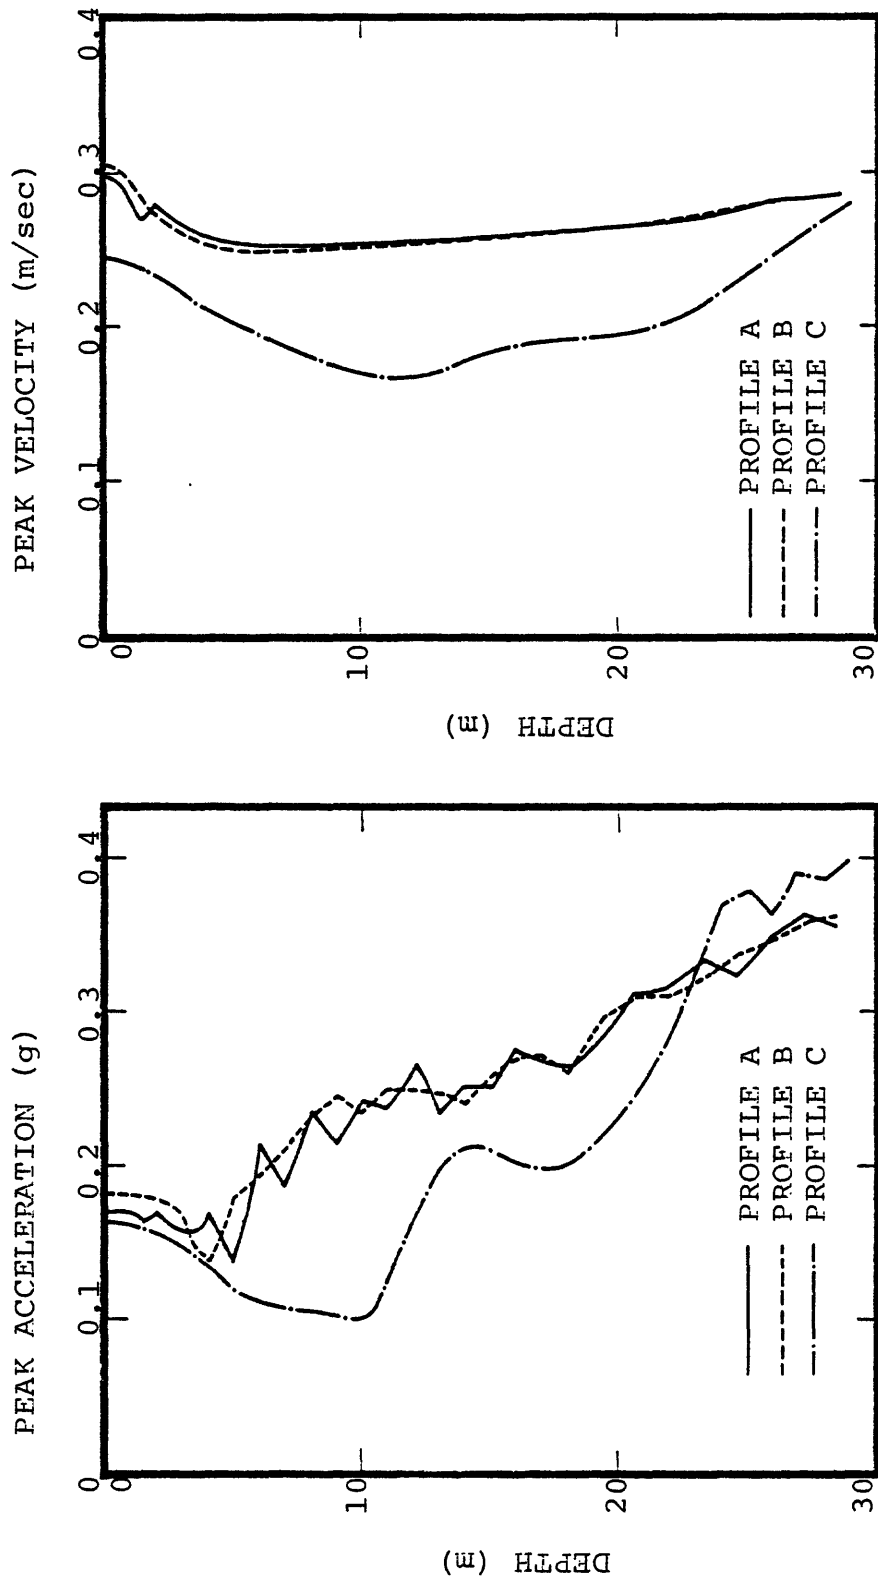 PEAK ACCELERATION (g)
0 0.1 0.2 0.3 0.4
0
10
20
30
DEPTH (m)
PROFILE A
PROFILE B
PROFILE C
PEAK VELOCITY (m/sec)
0 0.1 0.2 0.3 0.4
0
10
20
30
DEPTH (m)
PROFILE A
PROFILE B
PROFILE C